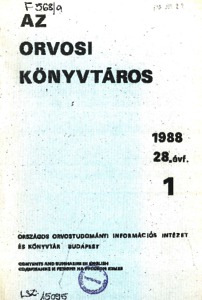 F 568/9
AZ
ORVOSI
KÖNYVTÁROS
1988
28. évf.
1
ORSZÁGOS ORVOSTUDOMÁNYI INFORMÁCIÓS INTÉZET
ÉS KÖNYVTÁR BUDAPEST
CONTENTS AND SUMMARIES IN ENGLISH
LSZ: 15095